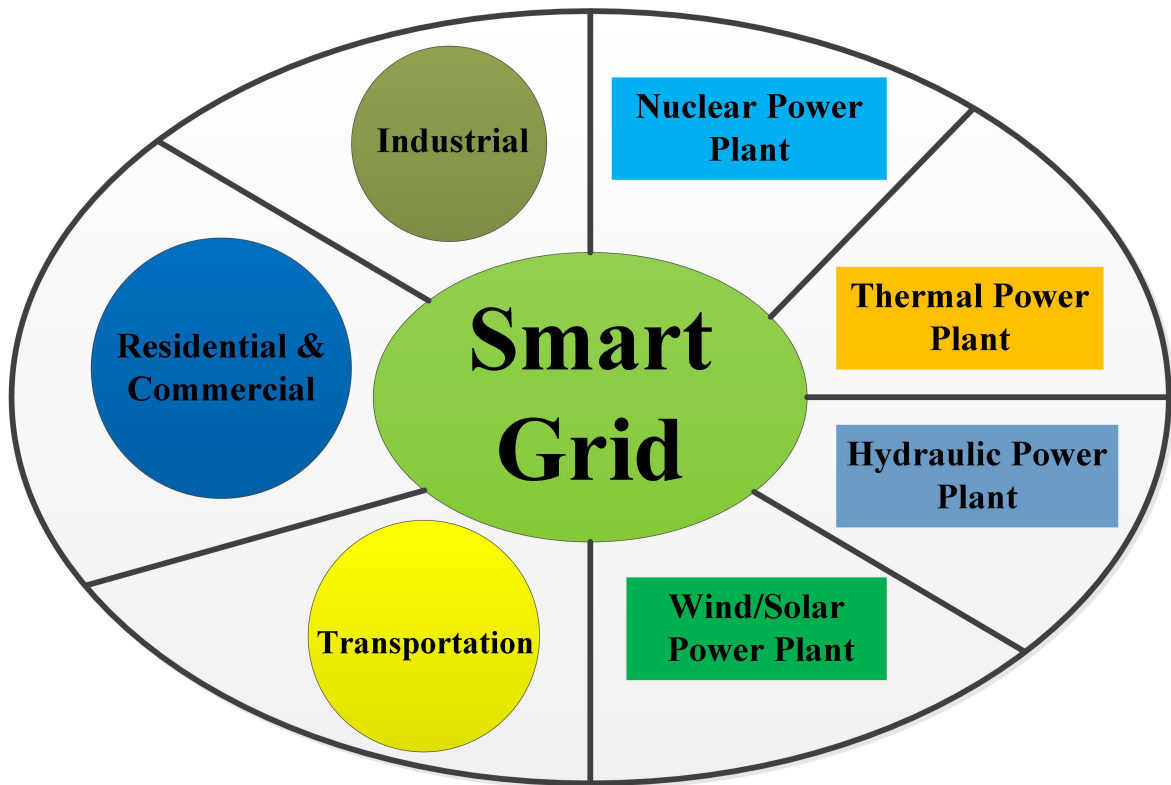 Industrial
Nuclear Power
Plant
Residential &
Commercial
Smart
Grid
Thermal Power
Plant
Hydraulic Power
Plant
Transportation
Wind/Solar
Power Plant